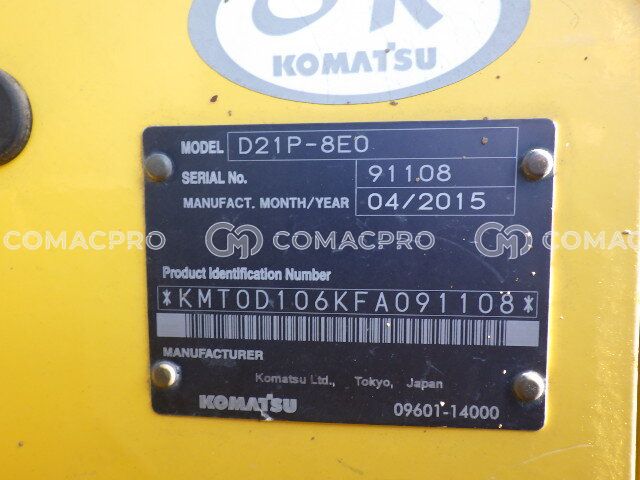 OK
KOMATSU
MODEL D21P-8E0
SERIAL No. 91108
MANUFACT. MONTH/YEAR 04/2015
COMACPRO COMACPRO COMACPRO
Product Identification Number
*KMT0D106KFA091108*
MANUFACTURER
Komatsu Ltd., Tokyo, Japan
KOMATSU 09601-14000